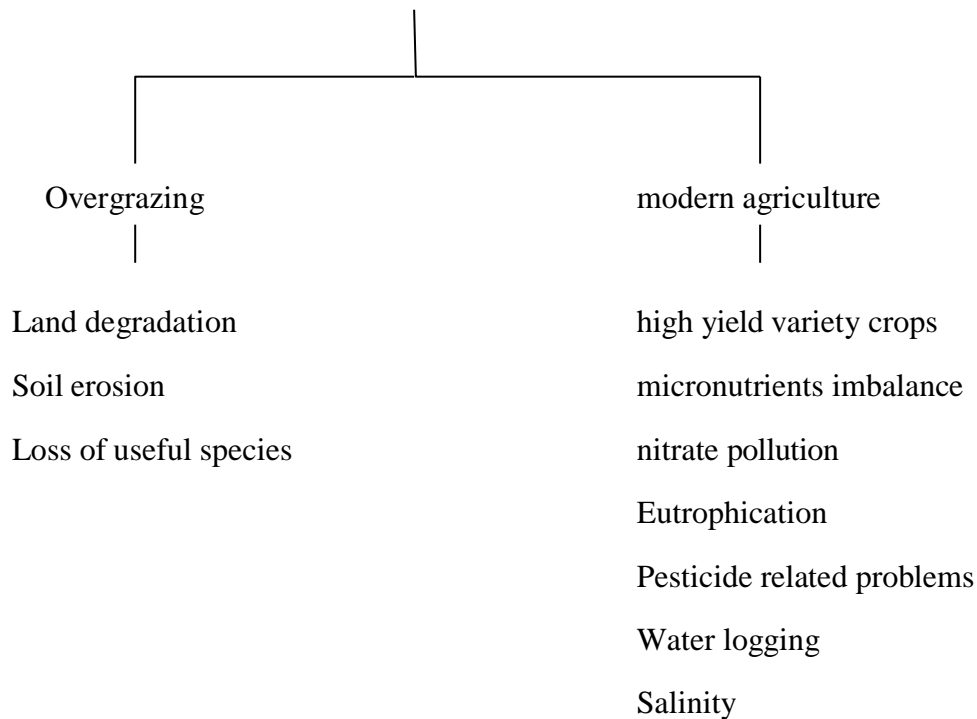 Overgrazing
modern agriculture
Land degradation
Soil erosion
Loss of useful species
high yield variety crops
micronutrients imbalance
nitrate pollution
Eutrophication
Pesticide related problems
Water logging
Salinity